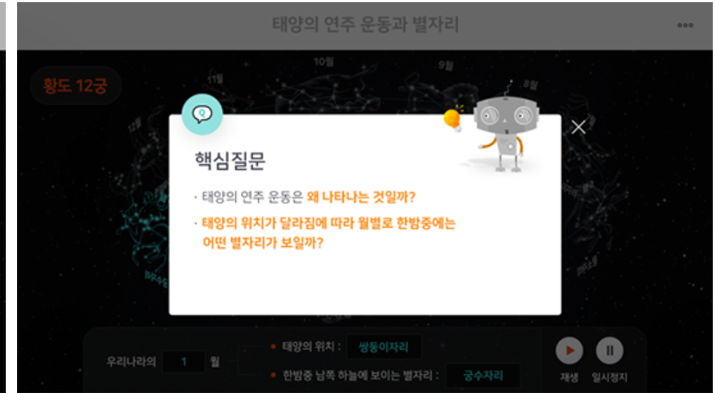 태양의 연주 운동과 별자리
황도 12궁
11월
10월
9월
8월
12월
핵심질문
· 태양의 연주 운동은 왜 나타나는 것일까?
· 태양의 위치가 달라짐에 따라 월별로 한밤중에는
어떤 별자리가 보일까?
우리나라의 1 월
• 태양의 위치 : 쌍둥이자리
• 한밤중 남쪽 하늘에 보이는 별자리 : 궁수자리
재생
일시정지